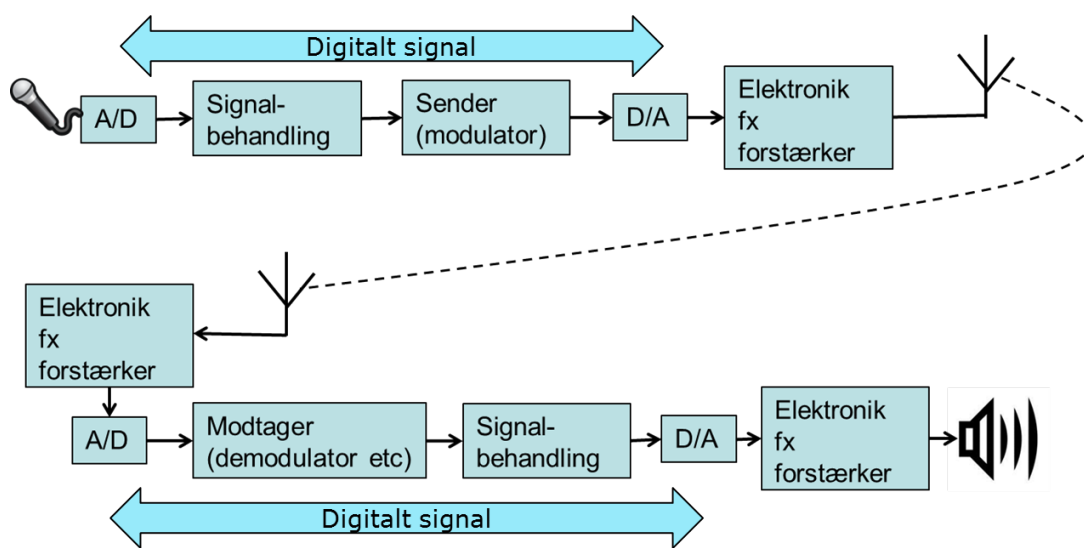 Digitalt signal
A/D
Signal-
behandling
Sender
(modulator)
D/A
Elektronik
fx
forstærker
Elektronik
fx
forstærker
A/D
Modtager
(demodulator etc)
Signal-
behandling
D/A
Elektronik
fx
forstærker
Digitalt signal